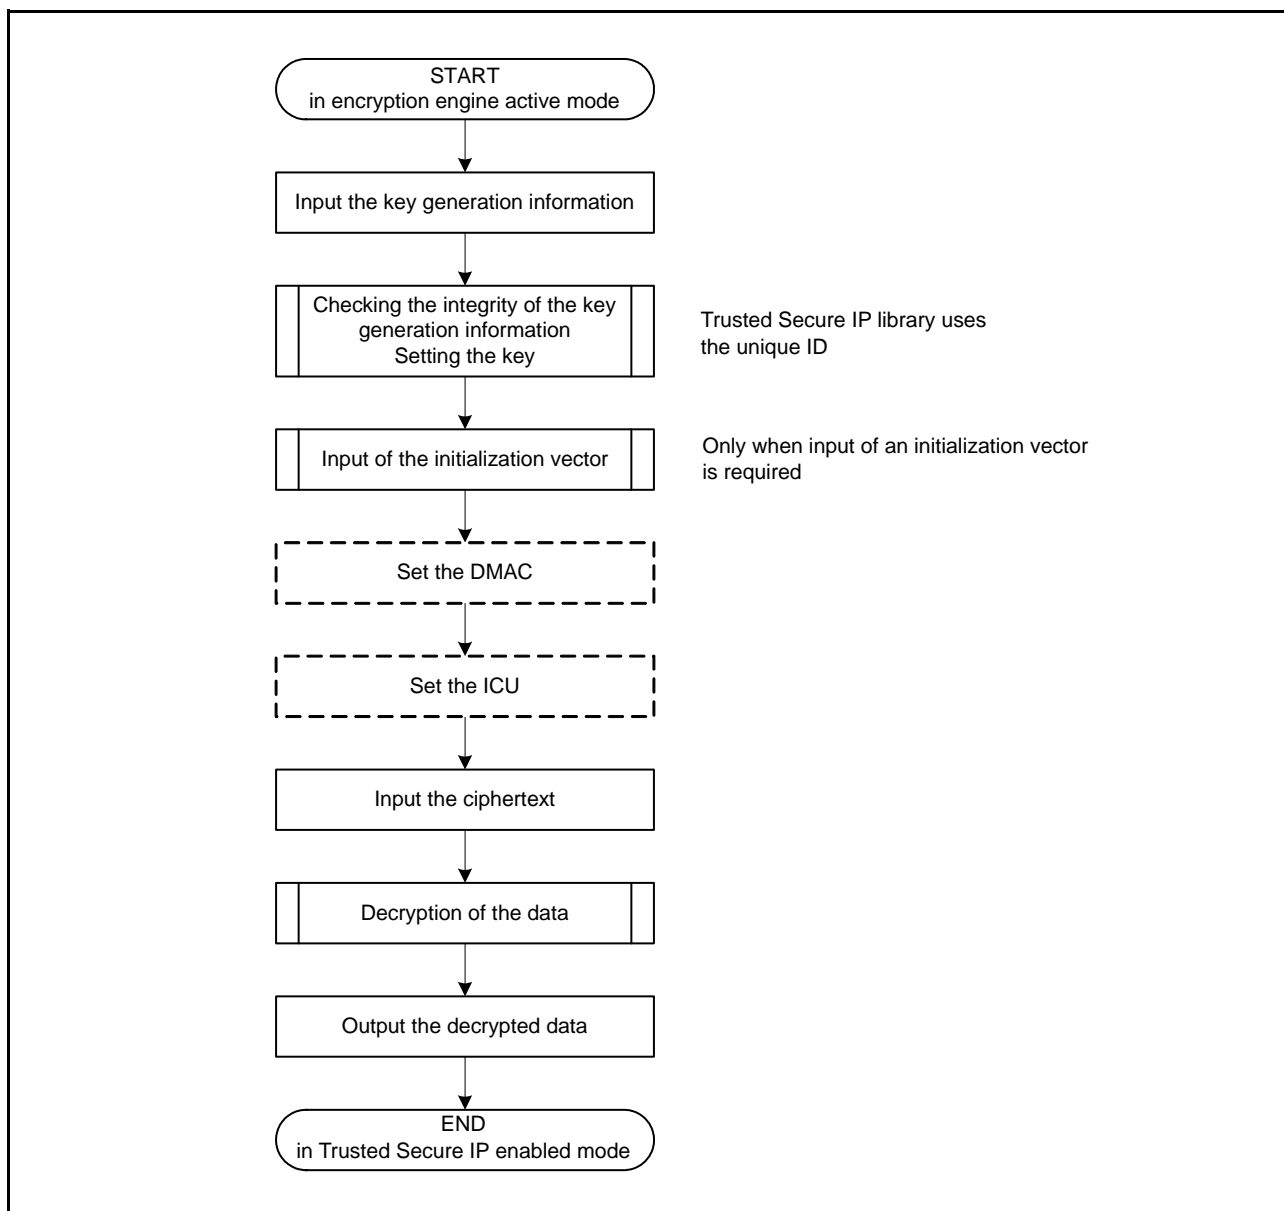 START
in encryption engine active mode
Input the key generation information
Checking the integrity of the key
generation information
Setting the key
Trusted Secure IP library uses
the unique ID
Input of the initialization vector
Only when input of an initialization vector
is required
Set the DMAC
Set the ICU
Input the ciphertext
Decryption of the data
Output the decrypted data
END
in Trusted Secure IP enabled mode